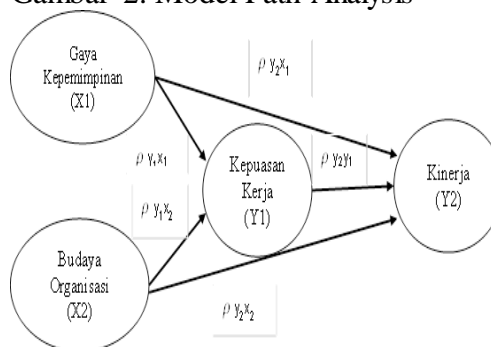 Gambar 2. Model Path Analysis
Gaya
Kepemimpinan
(X1)
ρ y₂x₁
ρ y₁x₁
Kepuasan
Kerja
(Y1)
ρ y₂y₁
Kinerja
(Y2)
ρ y₁x₂
Budaya
Organisasi
(X2)
ρ y₂x₂